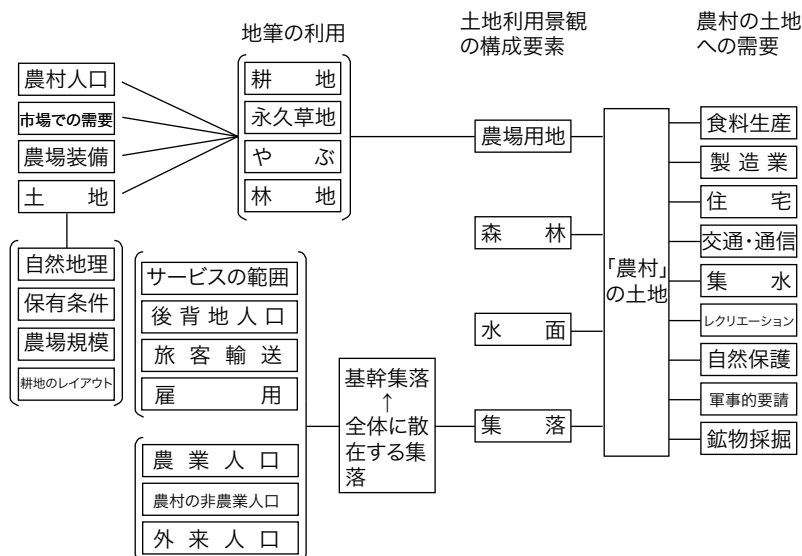 地筆の利用
土地利用景観
の構成要素
農村の土地
への需要
農村人口
市場での需要
農場装備
土地
自然地理
保有条件
農場規模
耕地のレイアウト
耕地
永久草地
やぶ
林地
サービスの範囲
後背地人口
旅客輸送
雇用
農業人口
農村の非農業人口
外来人口
基幹集落
↑
全体に散
在する集
落
農場用地
森林
水面
集落
「農村」
の土地
食料生産
製造業
住宅
交通・通信
集水
レクリエーション
自然保護
軍事的要請
鉱物採掘